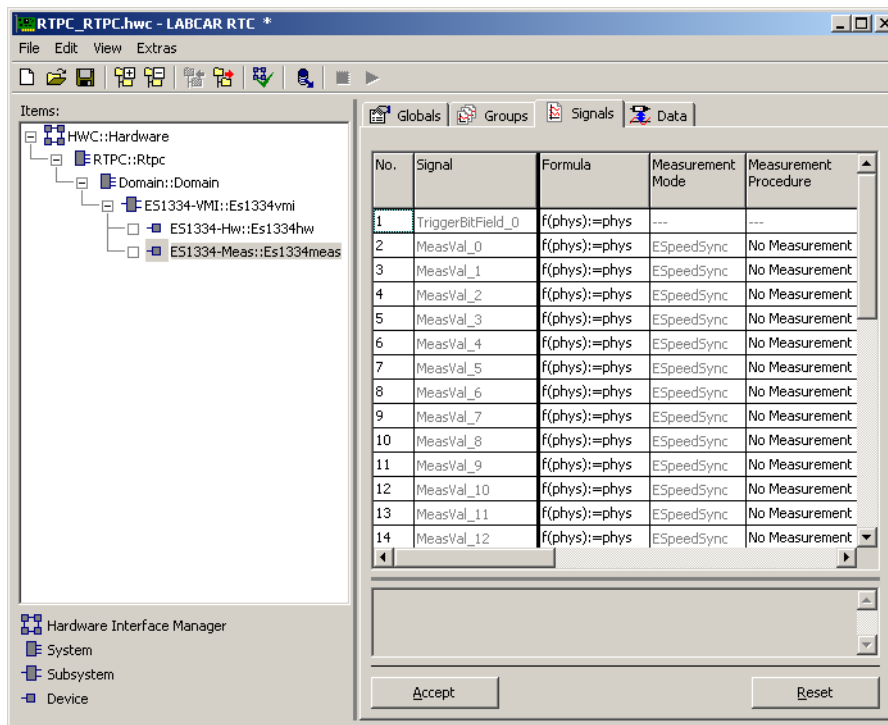 RTPC_RTPC.hwc - LABCAR RTC *
File Edit View Extras
Items:
HWC::Hardware
RTPC::Rtpc
Domain::Domain
ES1334-VMI::Es1334vmi
ES1334-Hw::Es1334hw
ES1334-Meas::Es1334meas
Hardware Interface Manager
System
Subsystem
Device
Globals Groups Signals Data
No. Signal Formula Measurement Mode Measurement Procedure
1 TriggerBitField_0 f(phys):=phys --- ---
2 MeasVal_0 f(phys):=phys ESpeedSync No Measurement
3 MeasVal_1 f(phys):=phys ESpeedSync No Measurement
4 MeasVal_2 f(phys):=phys ESpeedSync No Measurement
5 MeasVal_3 f(phys):=phys ESpeedSync No Measurement
6 MeasVal_4 f(phys):=phys ESpeedSync No Measurement
7 MeasVal_5 f(phys):=phys ESpeedSync No Measurement
8 MeasVal_6 f(phys):=phys ESpeedSync No Measurement
9 MeasVal_7 f(phys):=phys ESpeedSync No Measurement
10 MeasVal_8 f(phys):=phys ESpeedSync No Measurement
11 MeasVal_9 f(phys):=phys ESpeedSync No Measurement
12 MeasVal_10 f(phys):=phys ESpeedSync No Measurement
13 MeasVal_11 f(phys):=phys ESpeedSync No Measurement
14 MeasVal_12 f(phys):=phys ESpeedSync No Measurement
Accept Reset